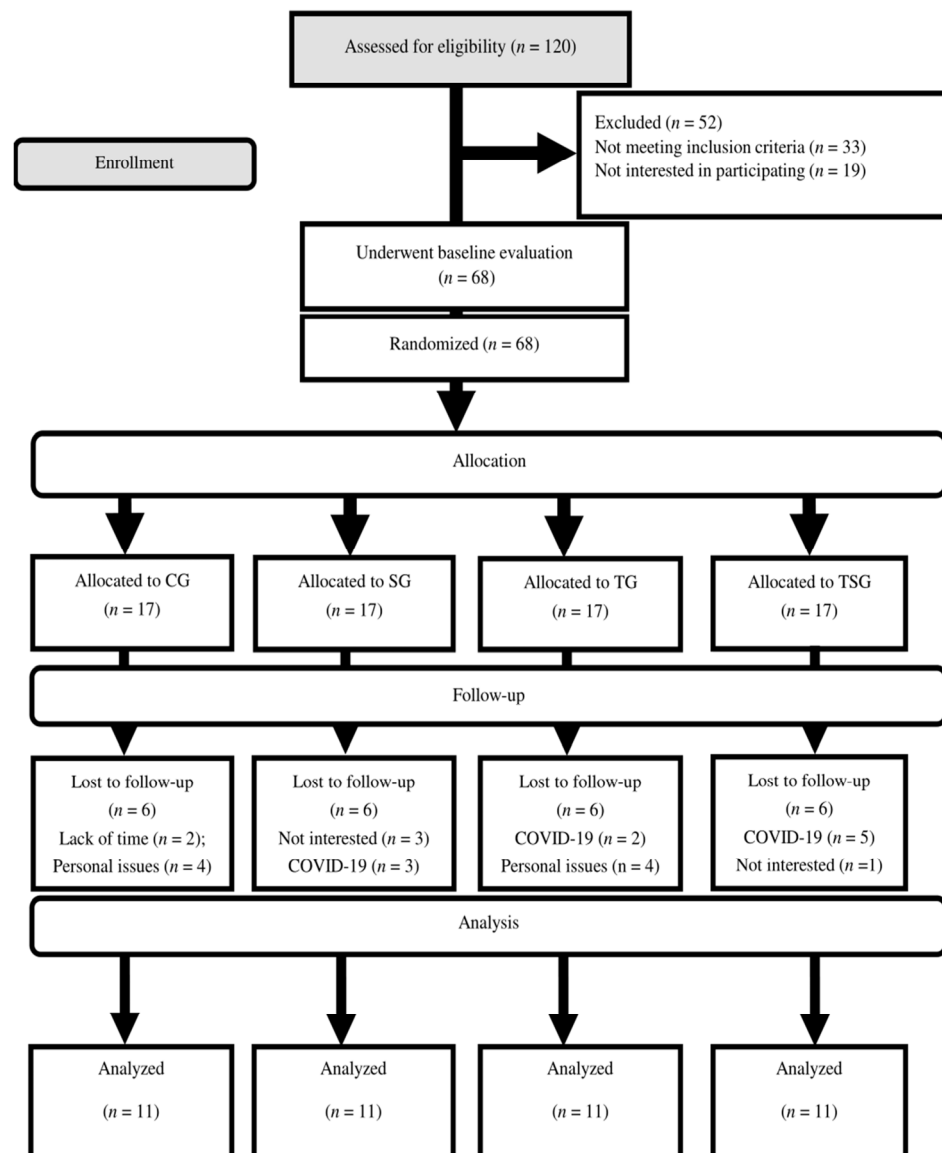 Assessed for eligibility (n = 120)
Excluded (n = 52)
Not meeting inclusion criteria (n = 33)
Not interested in participating (n = 19)
Enrollment
Underwent baseline evaluation
(n = 68)
Randomized (n = 68)
Allocation
Allocated to CG
(n = 17)
Allocated to SG
(n = 17)
Allocated to TG
(n = 17)
Allocated to TSG
(n = 17)
Follow-up
Lost to follow-up
(n = 6)
Lack of time (n = 2);
Personal issues (n = 4)
Lost to follow-up
(n = 6)
Not interested (n = 3)
COVID-19 (n = 3)
Lost to follow-up
(n = 6)
COVID-19 (n = 2)
Personal issues (n = 4)
Lost to follow-up
(n = 6)
COVID-19 (n = 5)
Not interested (n =1)
Analysis
Analyzed
(n = 11)
Analyzed
(n = 11)
Analyzed
(n = 11)
Analyzed
(n = 11)